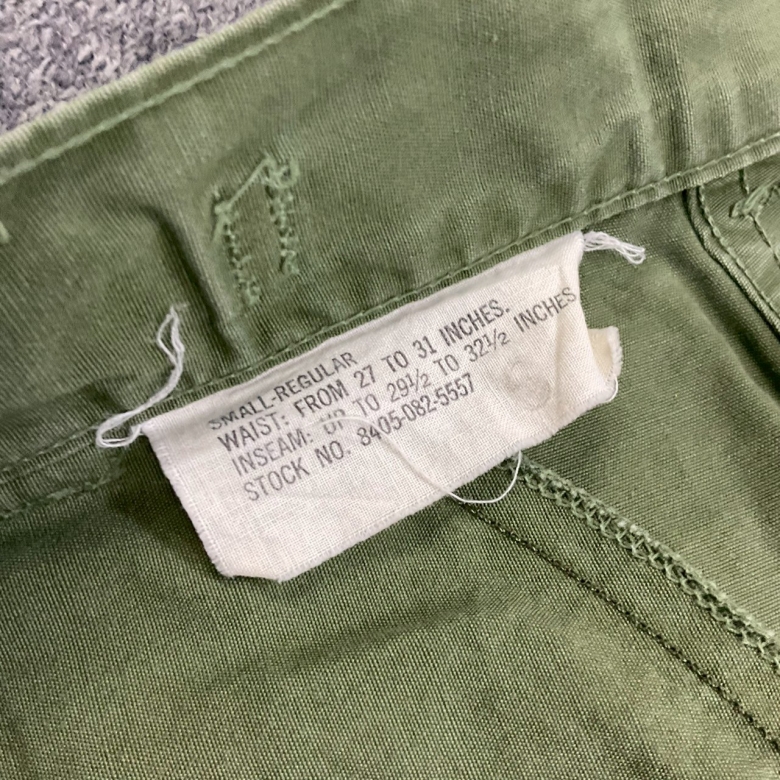 SMALL-REGULAR
WAIST: FROM 27 TO 31 INCHES.
INSEAM: UP TO 29½ TO 32½ INCHES
STOCK NO. 8405-082-5557